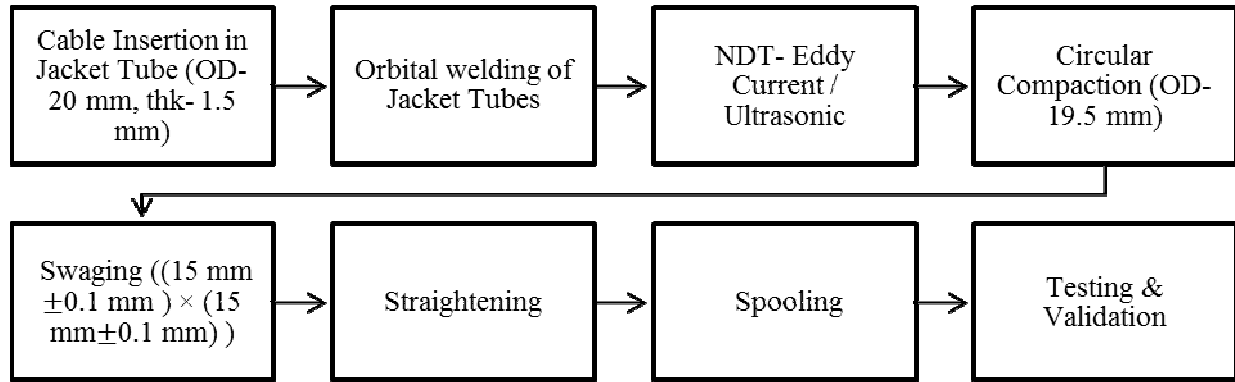 Cable Insertion in
Jacket Tube (OD-
20 mm, thk- 1.5
mm)
Orbital welding of
Jacket Tubes
NDT- Eddy
Current /
Ultrasonic
Circular
Compaction (OD-
19.5 mm)
Swaging ((15 mm
±0.1 mm ) × (15
mm±0.1 mm) )
Straightening
Spooling
Testing &
Validation